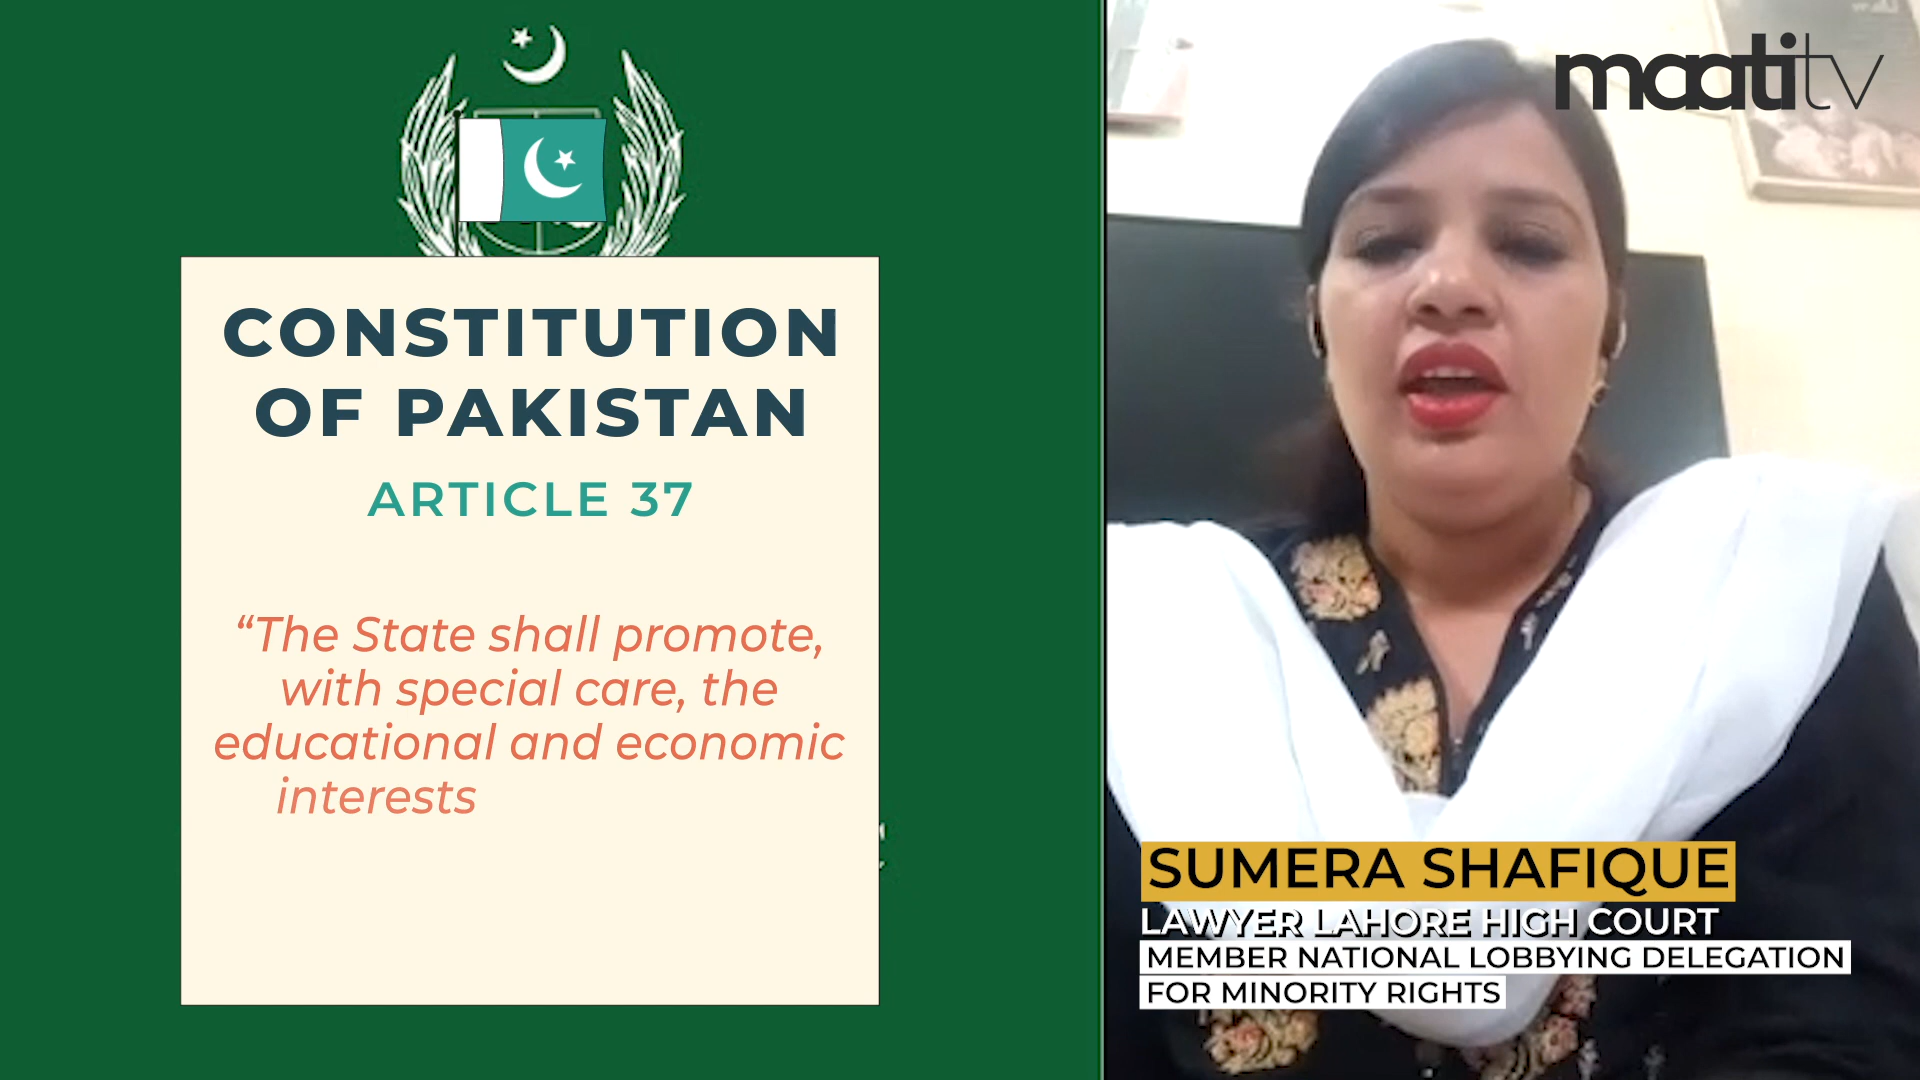 CONSTITUTION
OF PAKISTAN
ARTICLE 37
“The State shall promote,
with special care, the
educational and economic
interests
maatitv
SUMERA SHAFIQUE
LAWYER LAHORE HIGH COURT
MEMBER NATIONAL LOBBYING DELEGATION
FOR MINORITY RIGHTS